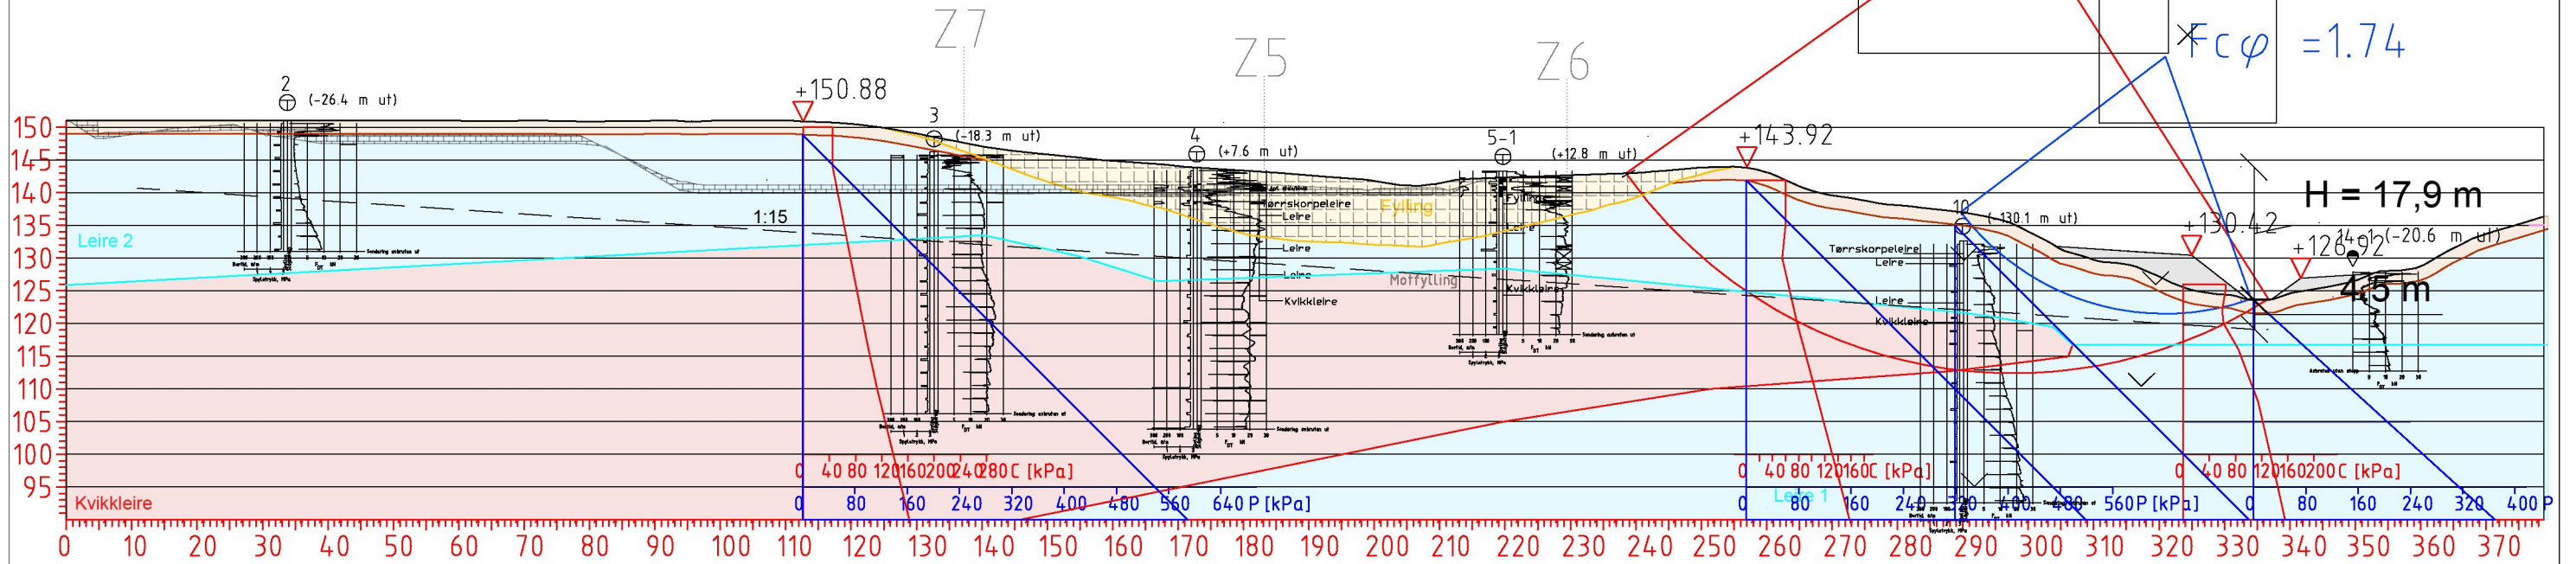 Z7
Z5
Z6
Fcφ =1.74
2
(-26.4 m ut)
+150.88
3
(-18.3 m ut)
4
(+7.6 m ut)
5-1
(+12.8 m ut)
+143.92
10
(-130.1 m ut)
H = 17,9 m
+130.42
14-1 (-20.6 m ut)
+126.92
4,5 m
150
145
140
135
130
125
120
115
110
105
100
95
1:15
Leire 2
Fylling
Motfylling
Tørrskorpeleire
Leire
Leire
Leire
Kvikkleire
Fylling
Leire
Kvikkleire
Tørrskorpeleire
Leire
Leire
Kvikkleire
Kvikkleire
Leire 1
0 40 80 120 160 200 240 280 C [kPa]
0 80 160 240 320 400 480 560 640 P [kPa]
0 40 80 120 160 C [kPa]
0 80 160 240 320 400 480 560 P [kPa]
0 40 80 120 160 200 C [kPa]
0 80 160 240 320 400 P
0 10 20 30 40 50 60 70 80 90 100 110 120 130 140 150 160 170 180 190 200 210 220 230 240 250 260 270 280 290 300 310 320 330 340 350 360 370